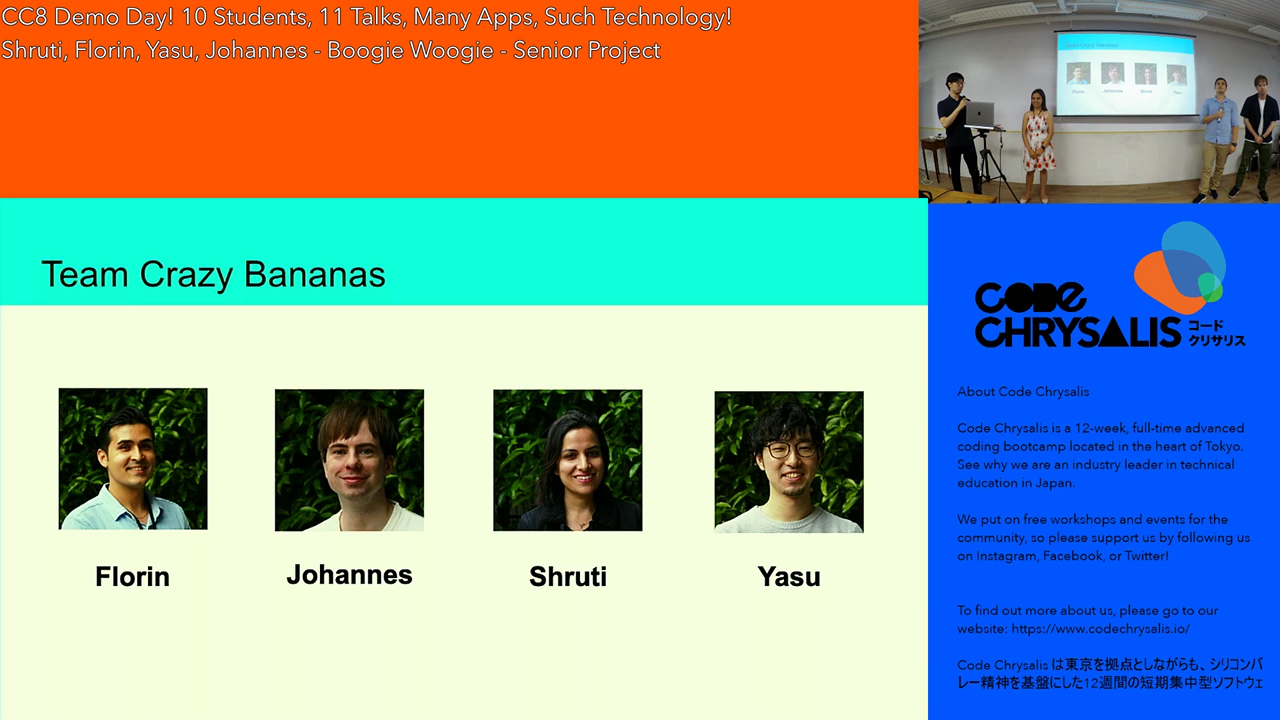 CC8 Demo Day! 10 Students, 11 Talks, Many Apps, Such Technology!
Shruti, Florin, Yasu, Johannes - Boogie Woogie - Senior Project
Team Crazy Bananas
Florin
Johannes
Shruti
Yasu
Team Crazy Bananas
Florin
Johannes
Shruti
Yasu
CODE
CHRYSALIS
コード
クリサリス
About Code Chrysalis
Code Chrysalis is a 12-week, full-time advanced
coding bootcamp located in the heart of Tokyo.
See why we are an industry leader in technical
education in Japan.
We put on free workshops and events for the
community, so please support us by following us
on Instagram, Facebook, or Twitter!
To find out more about us, please go to our
website: https://www.codechrysalis.io/
Code Chrysalis は東京を拠点としながらも、シリコンバ
レー精神を基盤にした12週間の短期集中型ソフトウェ